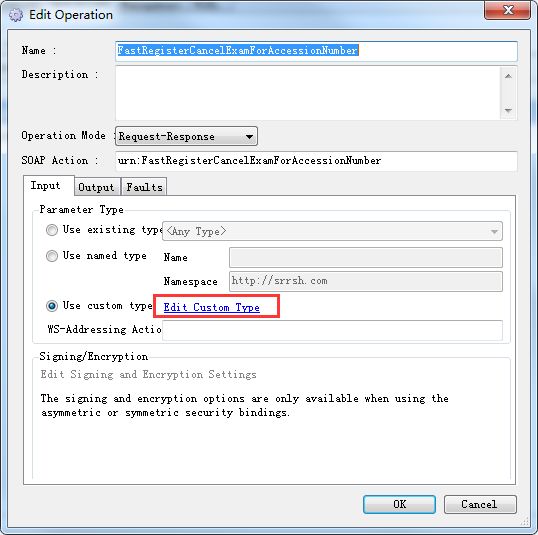 Edit Operation
Name :
FastRegisterCancelExamForAccessionNumber
Description :
Operation Mode :
Request-Response
SOAP Action :
urn:FastRegisterCancelExamForAccessionNumber
Input Output Faults
Parameter Type
Use existing type
<Any Type>
Use named type Name
Namespace http://srrsh.com
Use custom type Edit Custom Type
WS-Addressing Actio
Signing/Encryption
Edit Signing and Encryption Settings
The signing and encryption options are only available when using the
asymmetric or symmetric security bindings.
OK Cancel